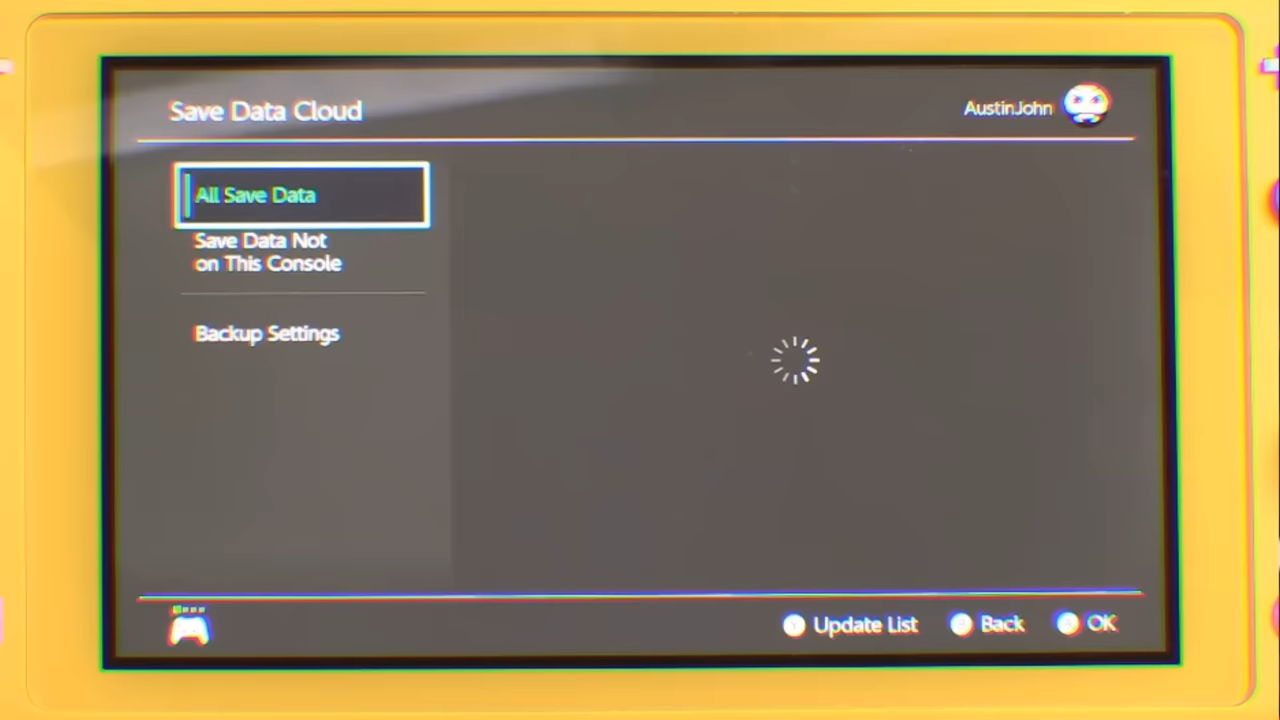 Save Data Cloud
AustinJohn
All Save Data
Save Data Not
on This Console
Backup Settings
Update List
Back
OK